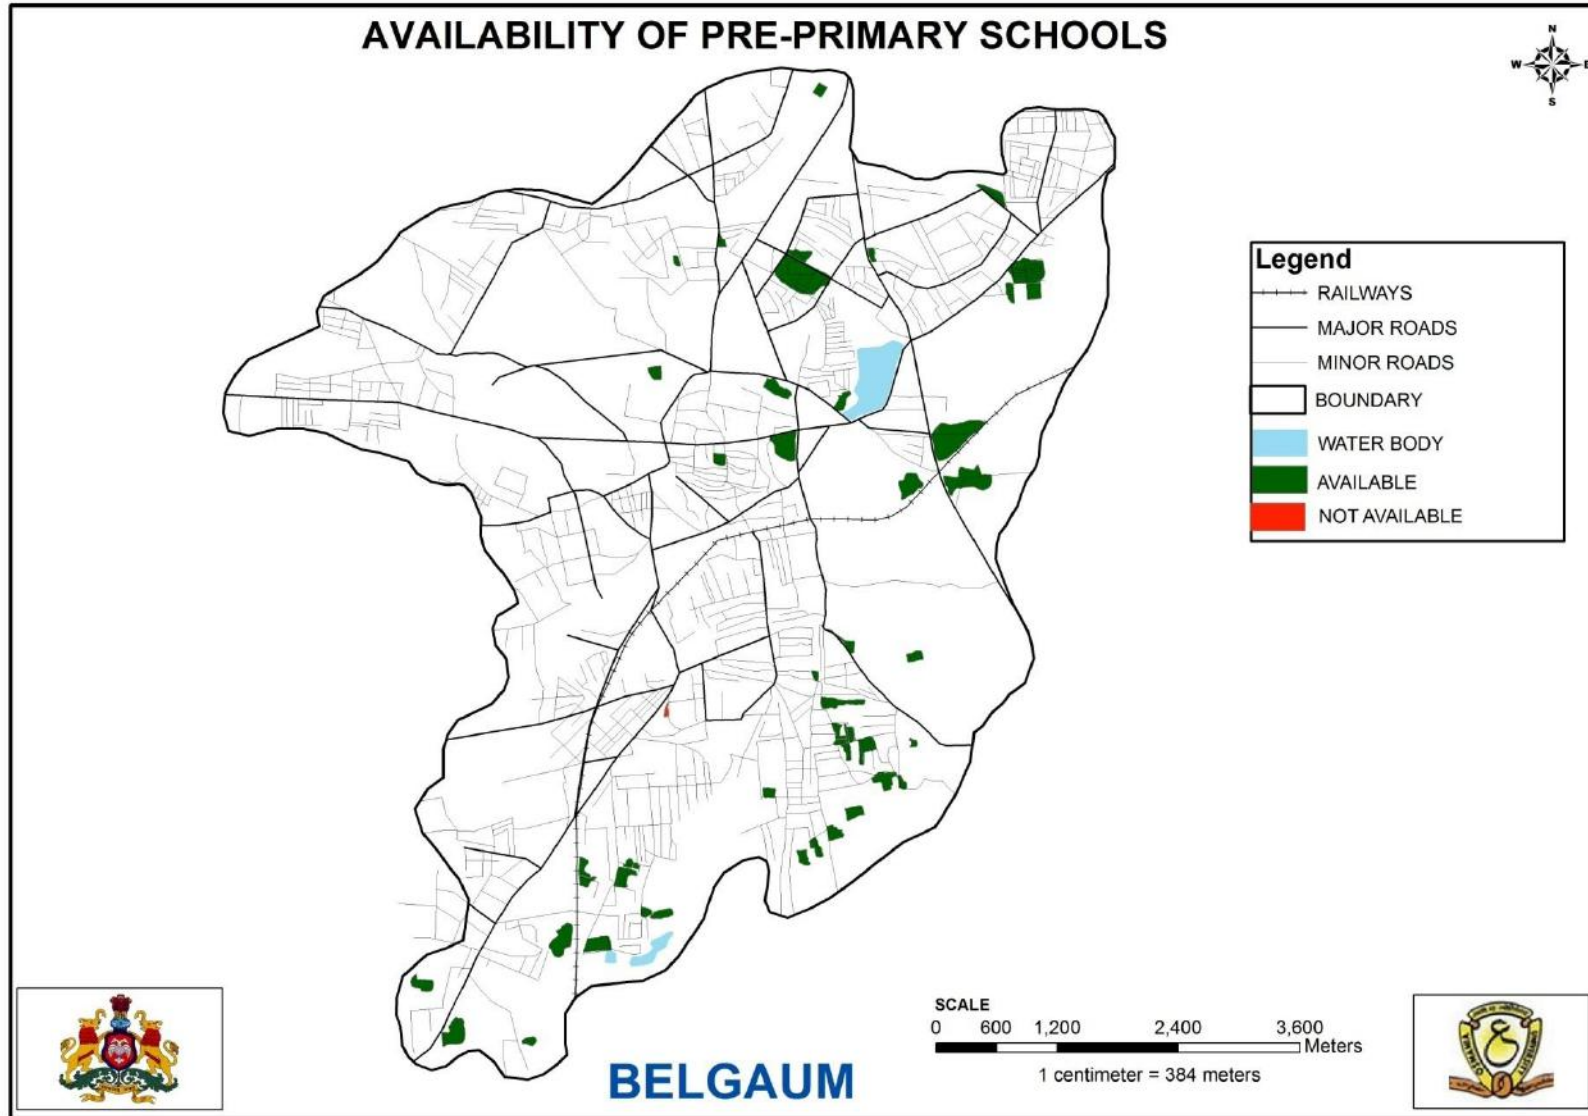 AVAILABILITY OF PRE-PRIMARY SCHOOLS
N
W E
S
Legend
RAILWAYS
MAJOR ROADS
MINOR ROADS
BOUNDARY
WATER BODY
AVAILABLE
NOT AVAILABLE
SCALE
0 600 1,200 2,400 3,600
Meters
1 centimeter = 384 meters
BELGAUM